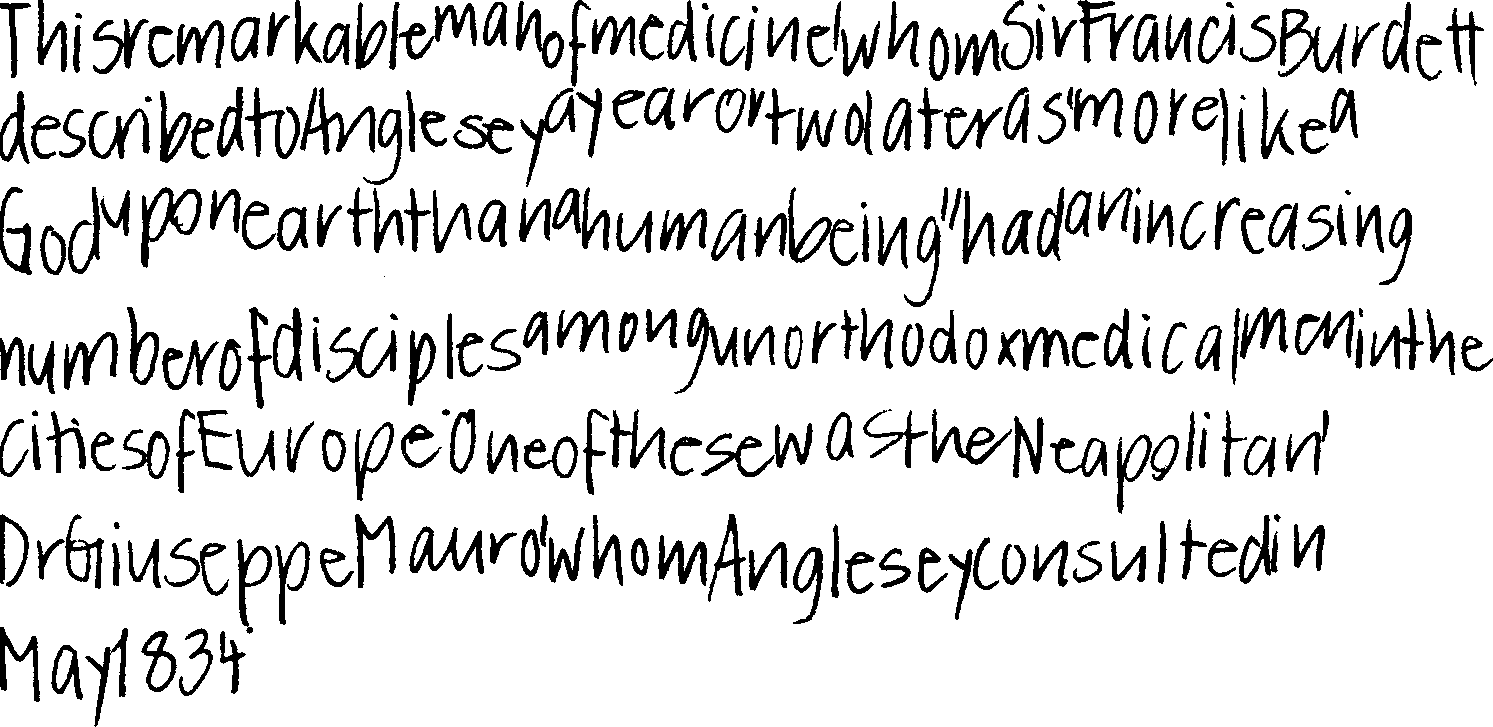 This remarkable man of medicine, whom Sir Francis Burdett
described to Anglesey a year or two later as "more like a
God upon earth than a human being" had an increasing
number of disciples among unorthodox medical men in the
cities of Europe. One of these was the Neapolitan,
Dr Giuseppe Mauro, whom Anglesey consulted in
May 1834.